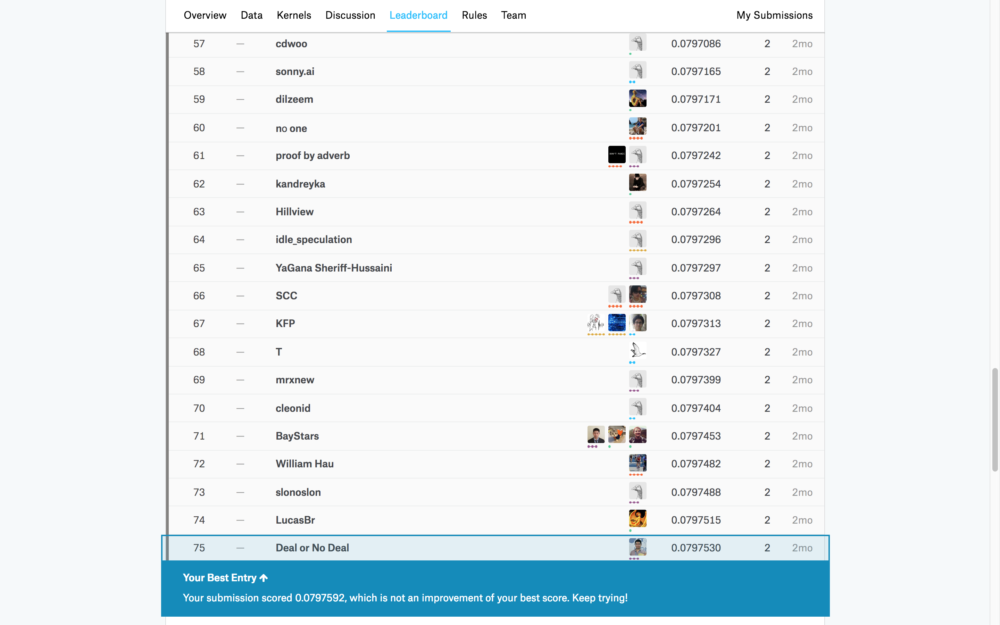 Overview Data Kernels Discussion Leaderboard Rules Team My Submissions
57 — cdwoo 0.0797086 2 2mo
58 — sonny.ai 0.0797165 2 2mo
59 — dilzeem 0.0797171 2 2mo
60 — no one 0.0797201 2 2mo
61 — proof by adverb DON'T PANIC 0.0797242 2 2mo
62 — kandreyka 0.0797254 2 2mo
63 — Hillview 0.0797264 2 2mo
64 — idle_speculation 0.0797296 2 2mo
65 — YaGana Sheriff-Hussaini 0.0797297 2 2mo
66 — SCC 0.0797308 2 2mo
67 — KFP 0.0797313 2 2mo
68 — T 0.0797327 2 2mo
69 — mrxnew 0.0797399 2 2mo
70 — cleonid 0.0797404 2 2mo
71 — BayStars 0.0797453 2 2mo
72 — William Hau 0.0797482 2 2mo
73 — slonoslon 0.0797488 2 2mo
74 — LucasBr 0.0797515 2 2mo
75 — Deal or No Deal 0.0797530 2 2mo
Your Best Entry ↑
Your submission scored 0.0797592, which is not an improvement of your best score. Keep trying!